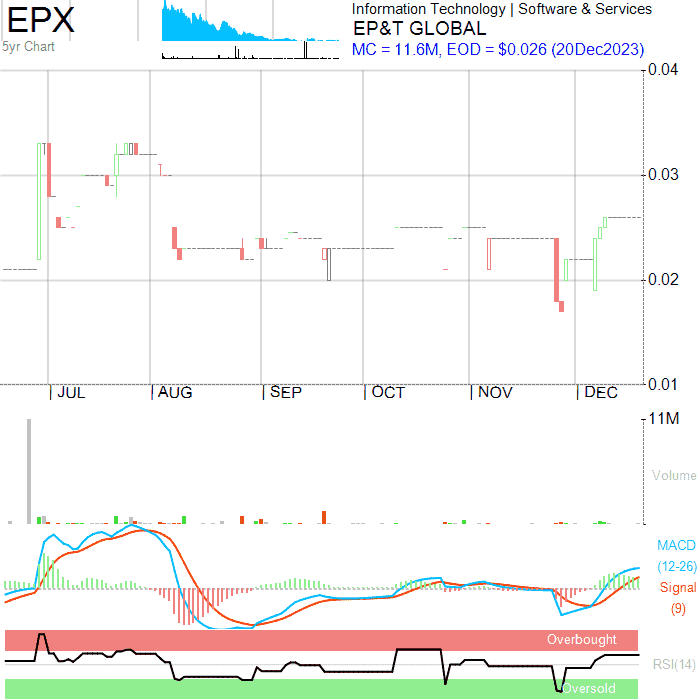 EPX
5yr Chart
Information Technology | Software & Services
EP&T GLOBAL
MC = 11.6M, EOD = $0.026 (20Dec2023)
0.04
0.03
0.02
0.01
JUL
AUG
SEP
OCT
NOV
DEC
11M
Volume
MACD
(12-26)
Signal
(9)
Overbought
RSI(14)
Oversold